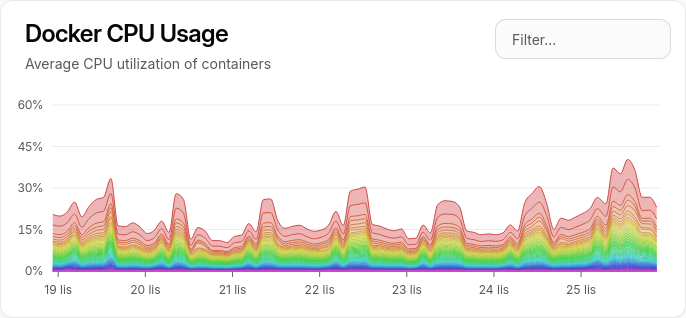 Docker CPU Usage
Average CPU utilization of containers
Filter...
60%
45%
30%
15%
0%
19 lis
20 lis
21 lis
22 lis
23 lis
24 lis
25 lis